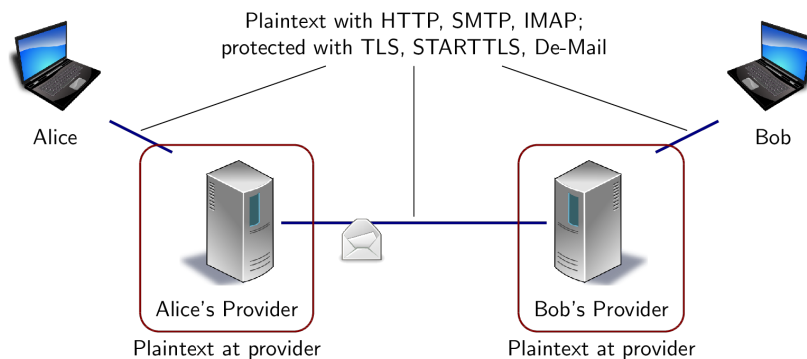 Plaintext with HTTP, SMTP, IMAP;
protected with TLS, STARTTLS, De-Mail
Alice
Bob
Alice's Provider
Bob's Provider
Plaintext at provider
Plaintext at provider